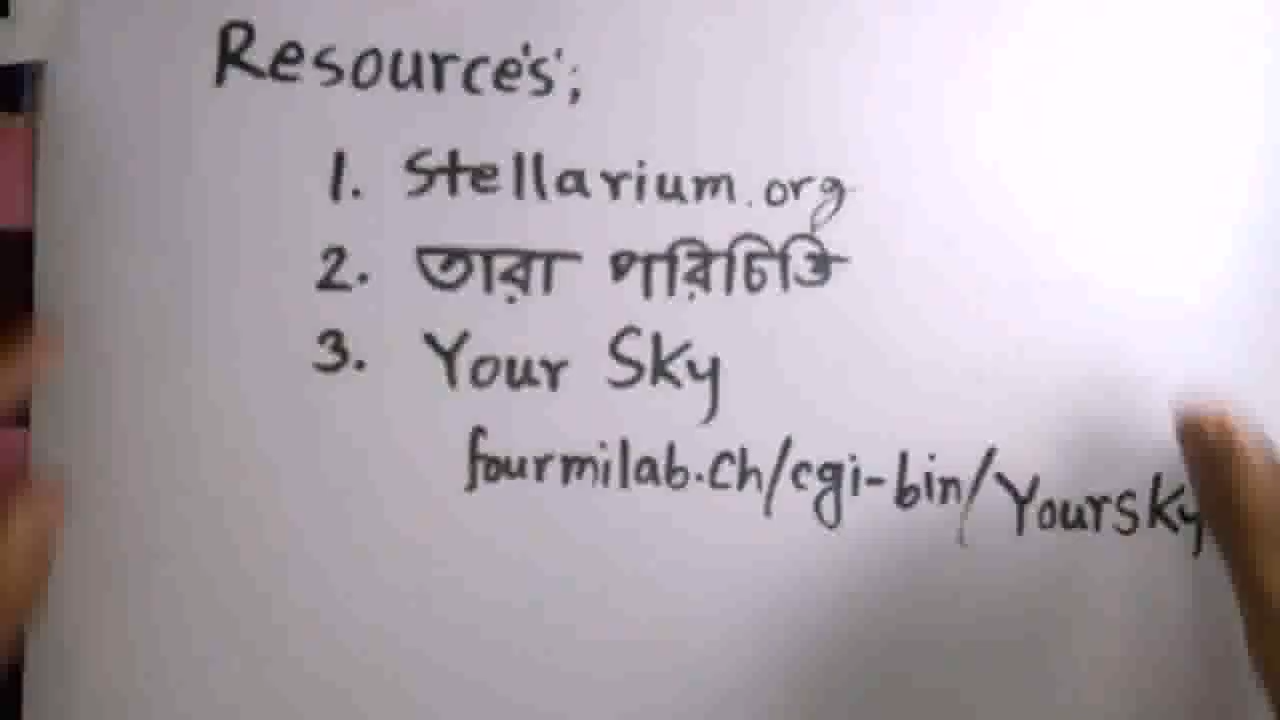 Resource's;
1. Stellarium.org
2. তারা পরিচিতি
3. Your Sky
fourmilab.ch/cgi-bin/Yoursky